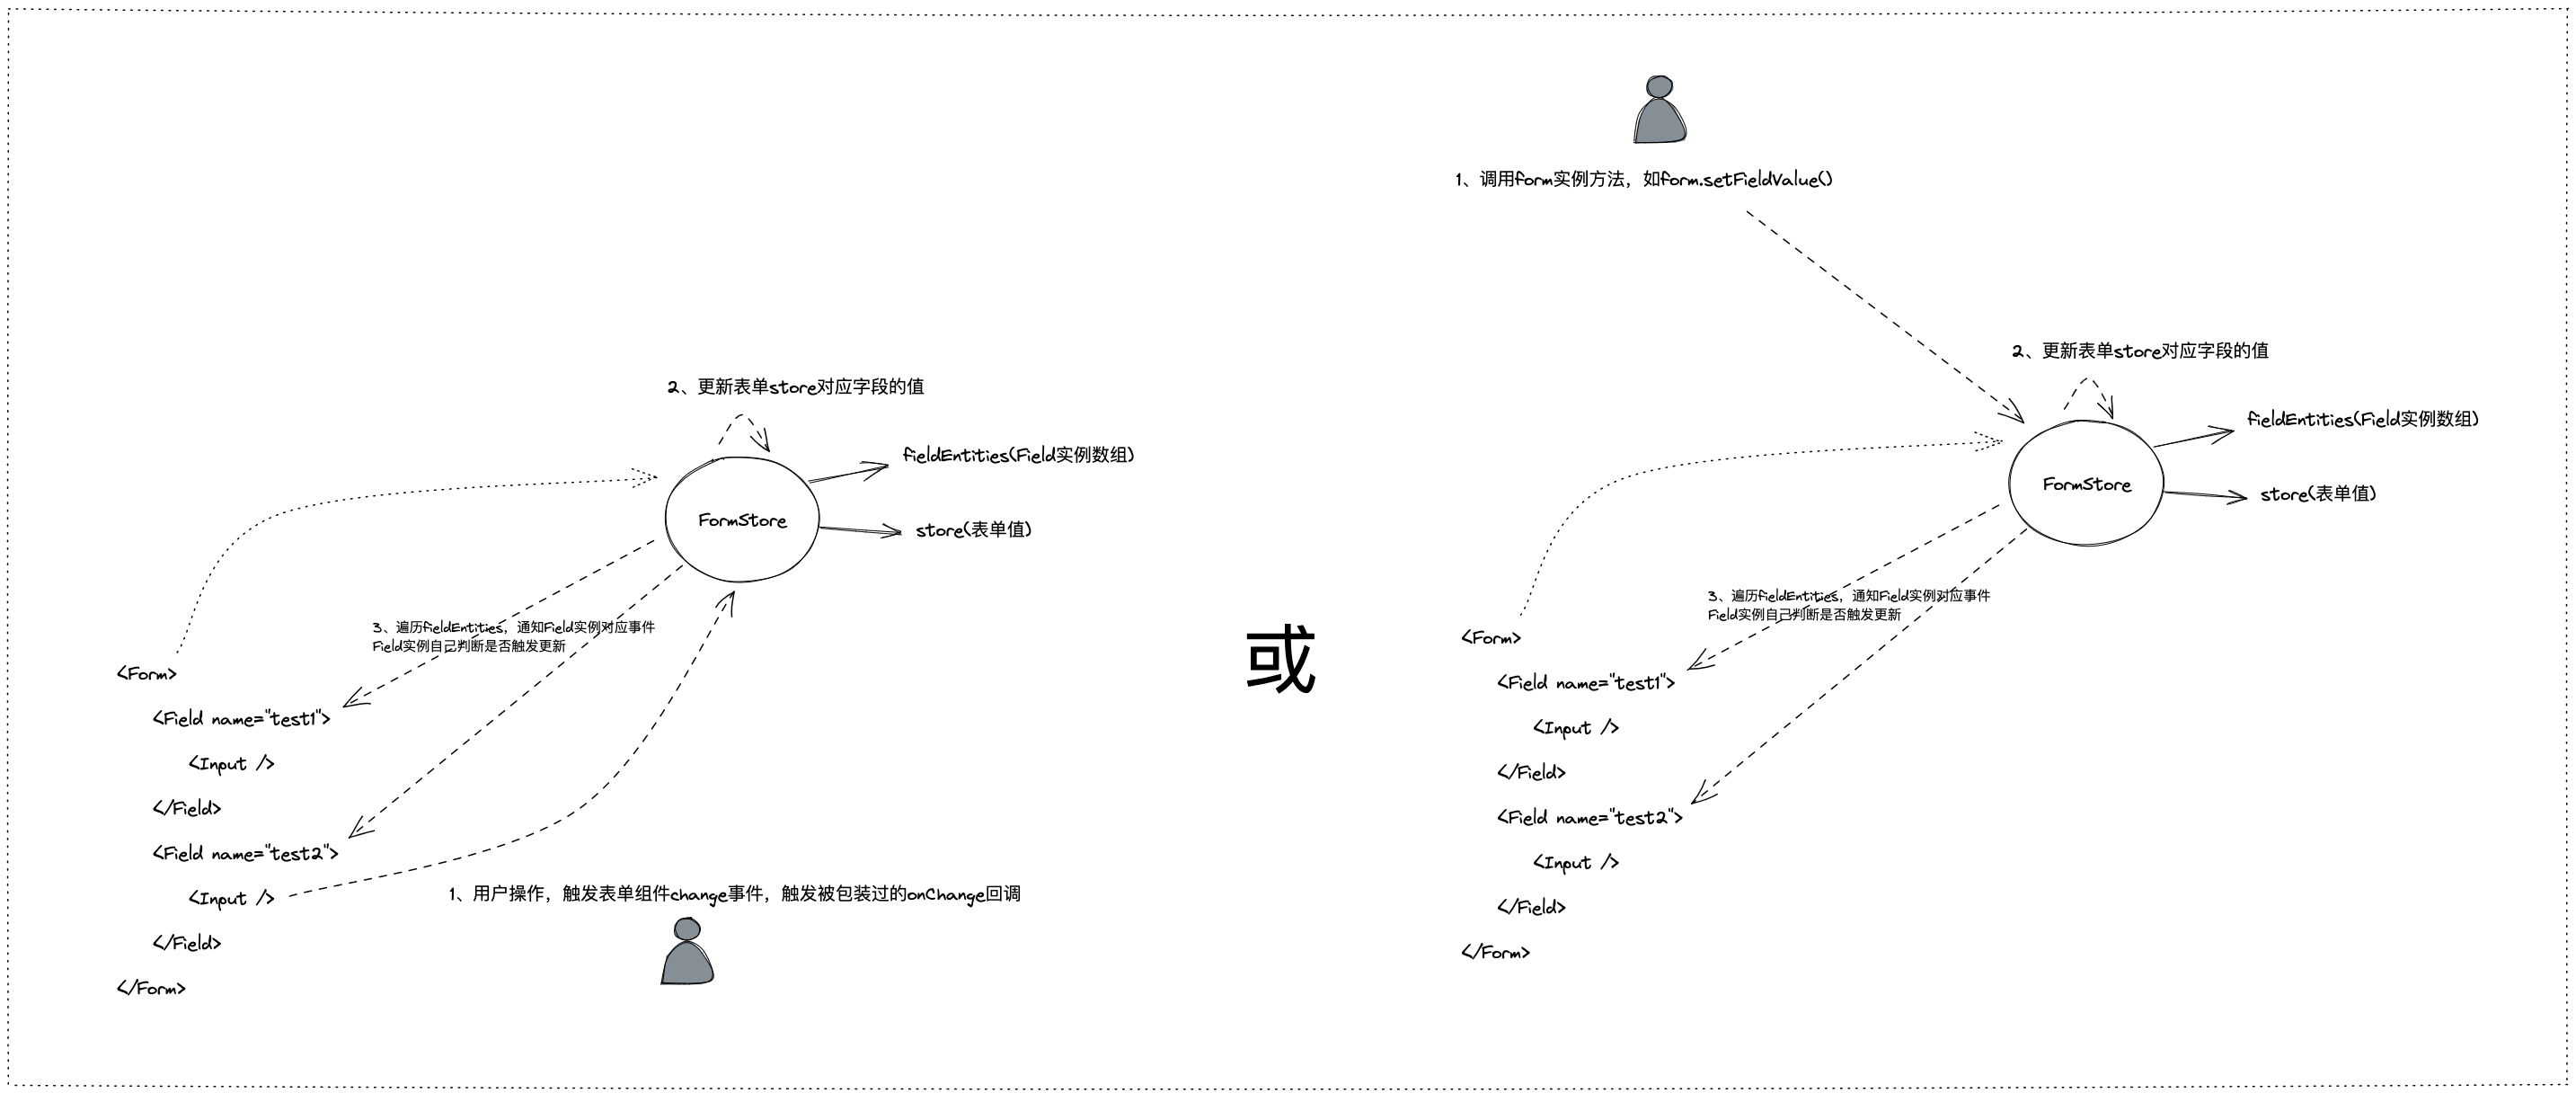 2、更新表单store对应字段的值
fieldEntities(Field实例数组)
FormStore
store(表单值)
3、遍历fieldEntities，通知Field实例对应事件
Field实例自己判断是否触发更新
<Form>
<Field name="test1">
<Input />
</Field>
<Field name="test2">
<Input />
</Field>
</Form>
1、用户操作，触发表单组件change事件，触发被包装过的onChange回调
或
1、调用form实例方法，如form.setFieldValue()
2、更新表单store对应字段的值
fieldEntities(Field实例数组)
FormStore
store(表单值)
3、遍历fieldEntities，通知Field实例对应事件
Field实例自己判断是否触发更新
<Form>
<Field name="test1">
<Input />
</Field>
<Field name="test2">
<Input />
</Field>
</Form>